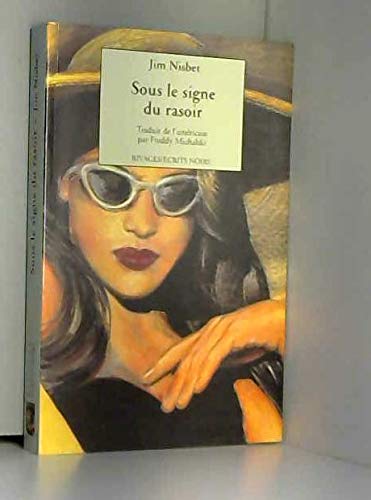 Jim Nisbet
Sous le signe
du rasoir
Traduit de l'américain
par Freddy Michalski
RIVAGES/ECRITS NOIRS
Sous le signe du rasoir - Jim Nisbet